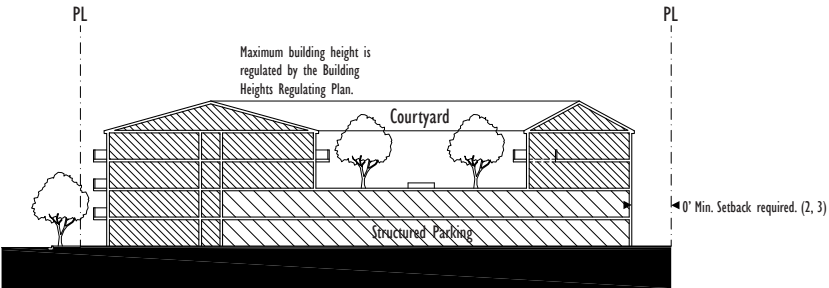 PL
PL
Maximum building height is
regulated by the Building
Heights Regulating Plan.
Courtyard
0' Min. Setback required. (2, 3)
Structured Parking